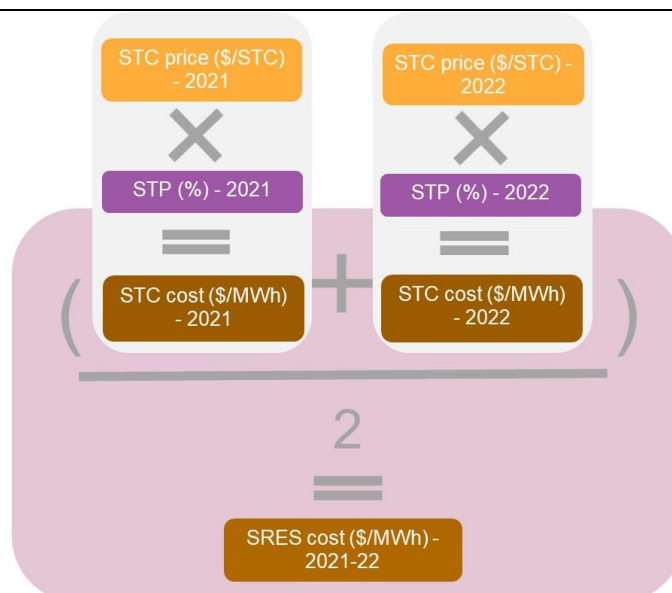 STC price ($/STC)
- 2021
STC price ($/STC) -
2022
×
×
STP (%) - 2021
STP (%) - 2022
=
=
STC cost ($/MWh)
- 2021
STC cost ($/MWh)
- 2022
( + )
2
=
SRES cost ($/MWh) -
2021-22